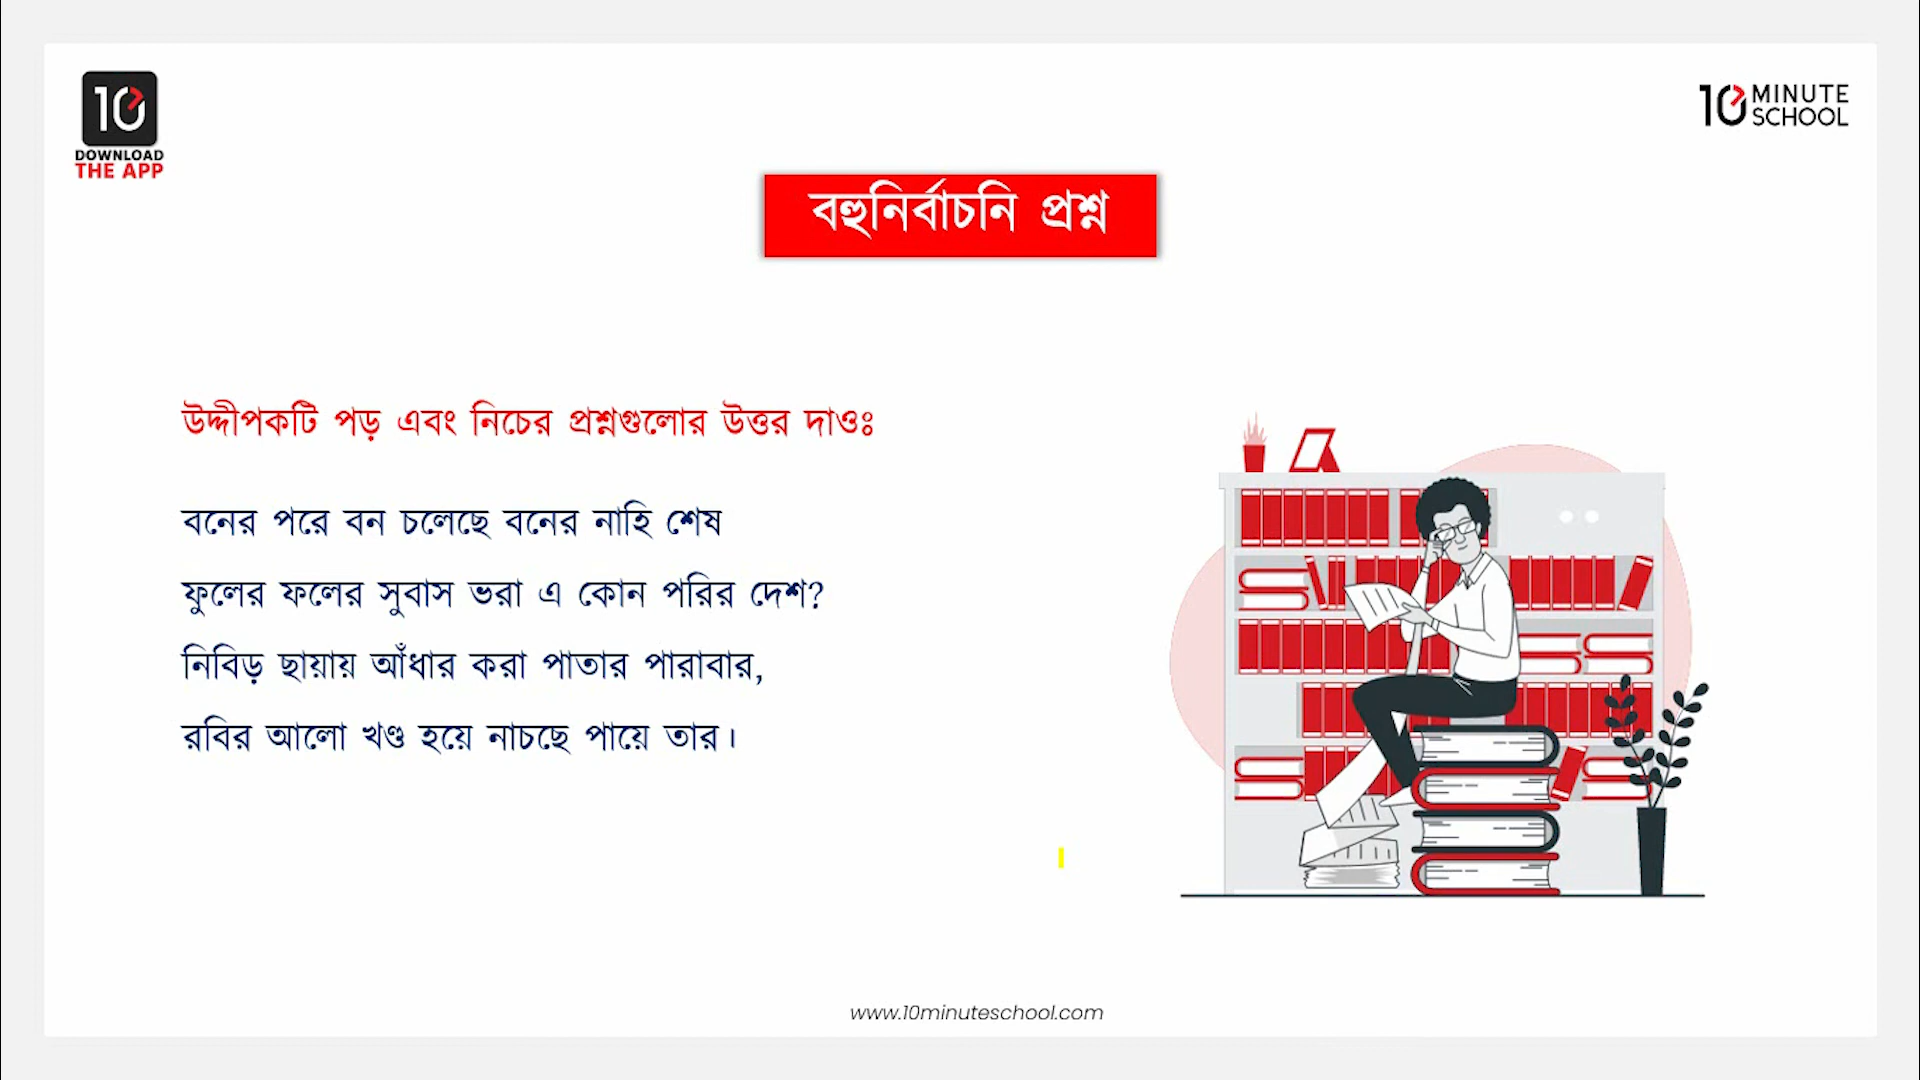 10
DOWNLOAD
THE APP
10 MINUTE
SCHOOL
বহুনির্বাচনি প্রশ্ন
উদ্দীপকটি পড় এবং নিচের প্রশ্নগুলোর উত্তর দাওঃ
বনের পরে বন চলেছে বনের নাহি শেষ
ফুলের ফলের সুবাস ভরা এ কোন পরির দেশ?
নিবিড় ছায়ায় আঁধার করা পাতার পারাবার,
রবির আলো খণ্ড হয়ে নাচছে পায়ে তার।
www.10minuteschool.com